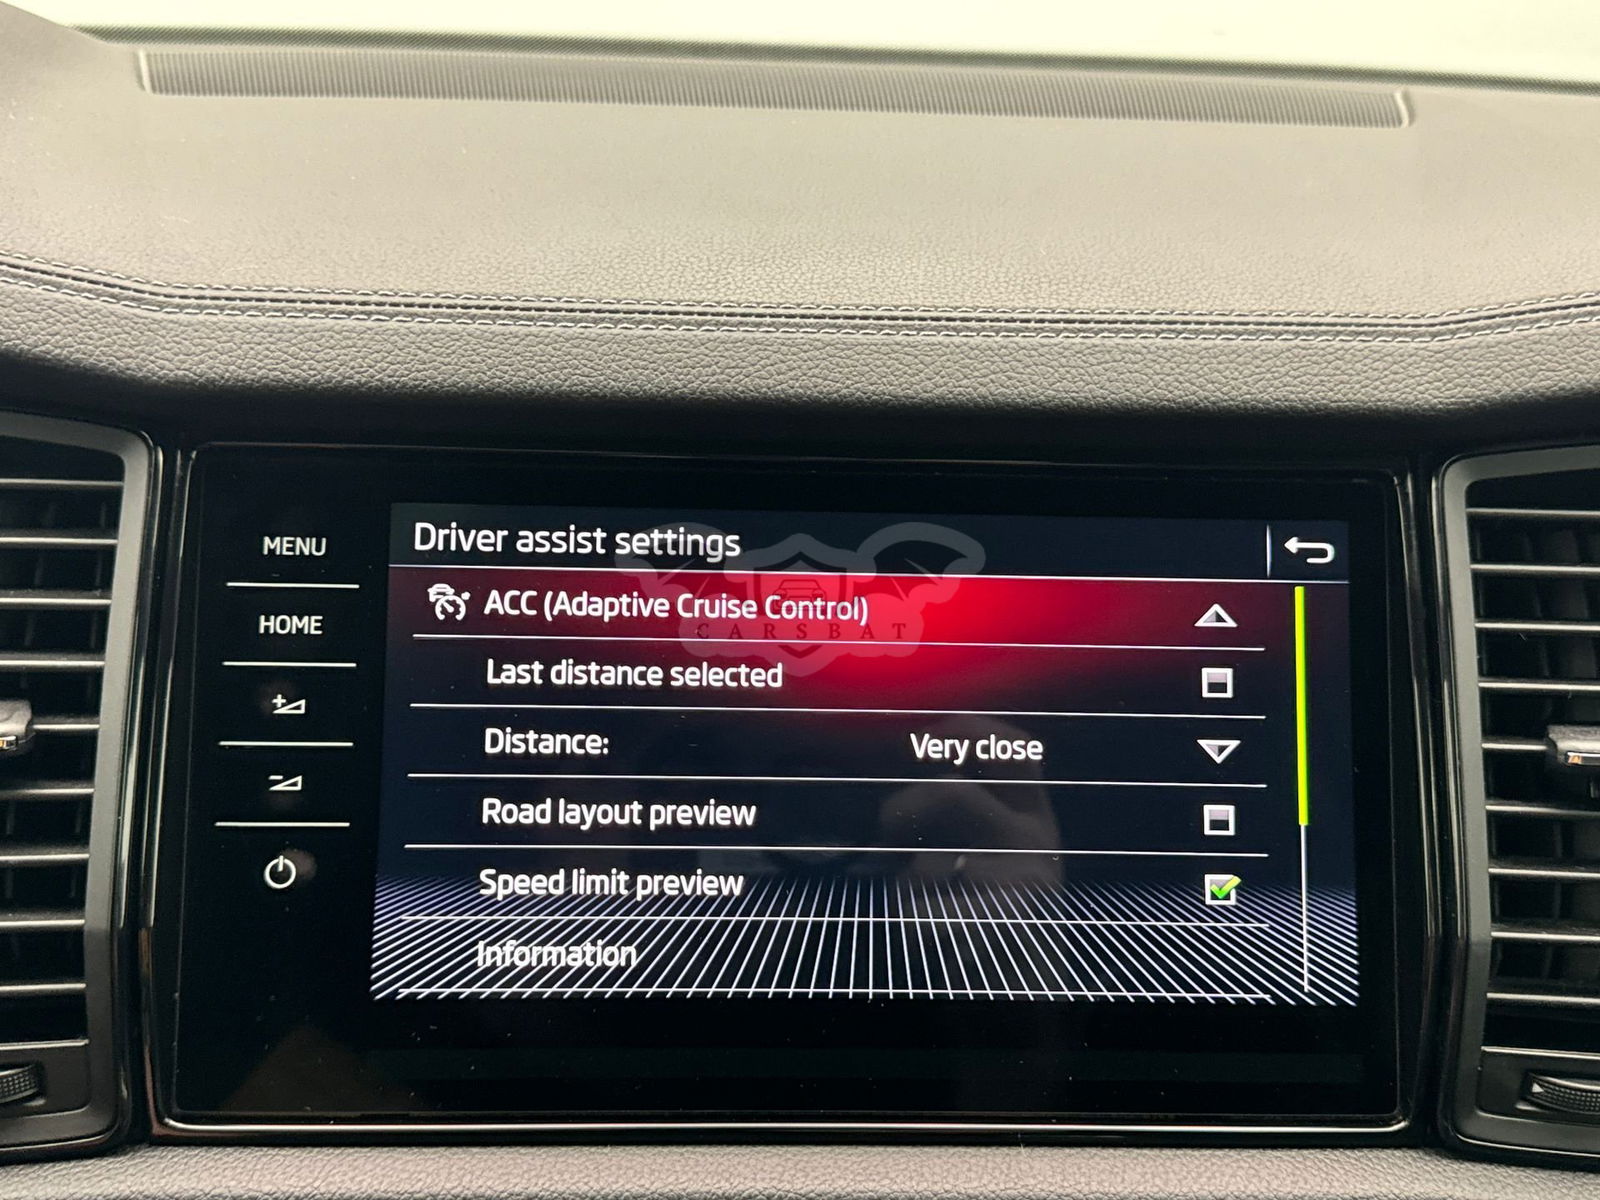 MENU
HOME
Driver assist settings
ACC (Adaptive Cruise Control)
CARSBAT
Last distance selected
Distance: Very close
Road layout preview
Speed limit preview
Information